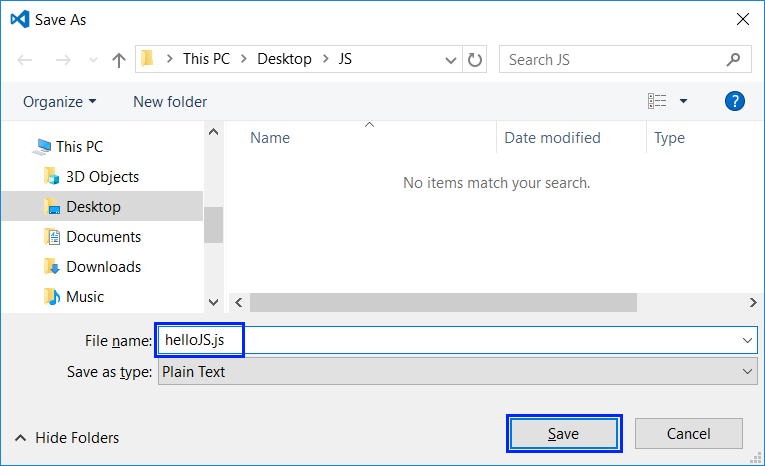 Save As
This PC Desktop JS Search JS
Organize New folder ?
Name Date modified Type
This PC
3D Objects
Desktop
Documents
Downloads
Music
No items match your search.
File name: helloJS.js
Save as type: Plain Text
Hide Folders Save Cancel